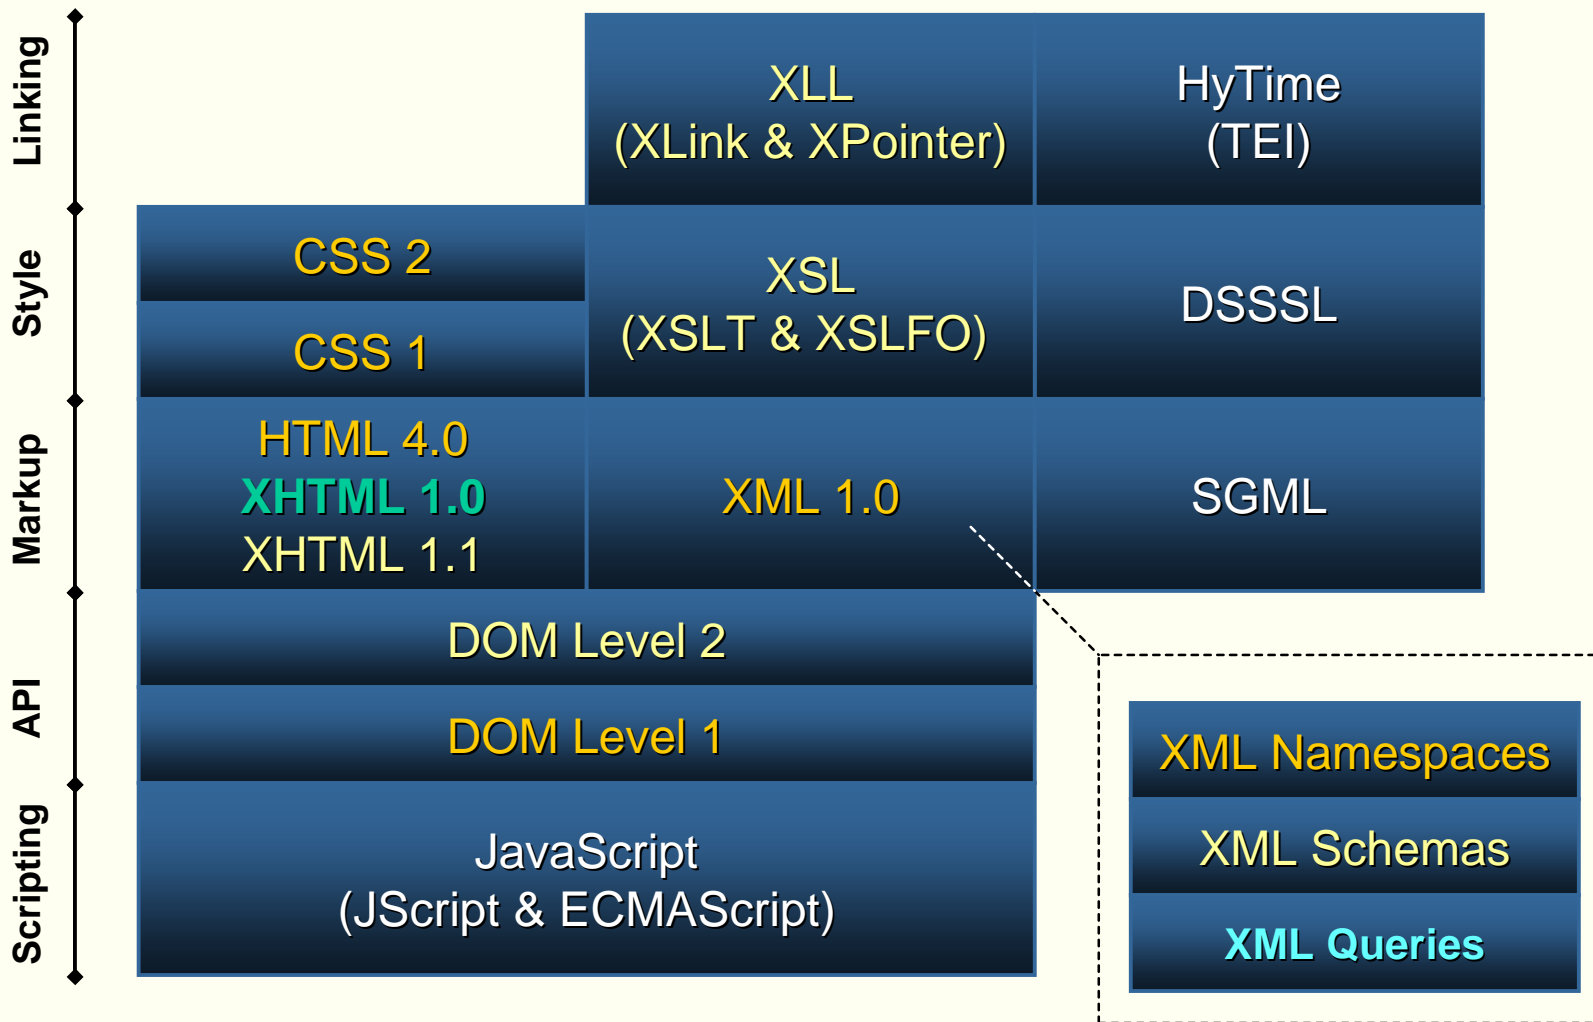 Linking
XLL
(XLink & XPointer)
HyTime
(TEI)
Style
CSS 2
CSS 1
XSL
(XSLT & XSLFO)
DSSSL
Markup
HTML 4.0
XHTML 1.0
XHTML 1.1
XML 1.0
SGML
API
DOM Level 2
DOM Level 1
Scripting
JavaScript
(JScript & ECMAScript)
XML Namespaces
XML Schemas
XML Queries